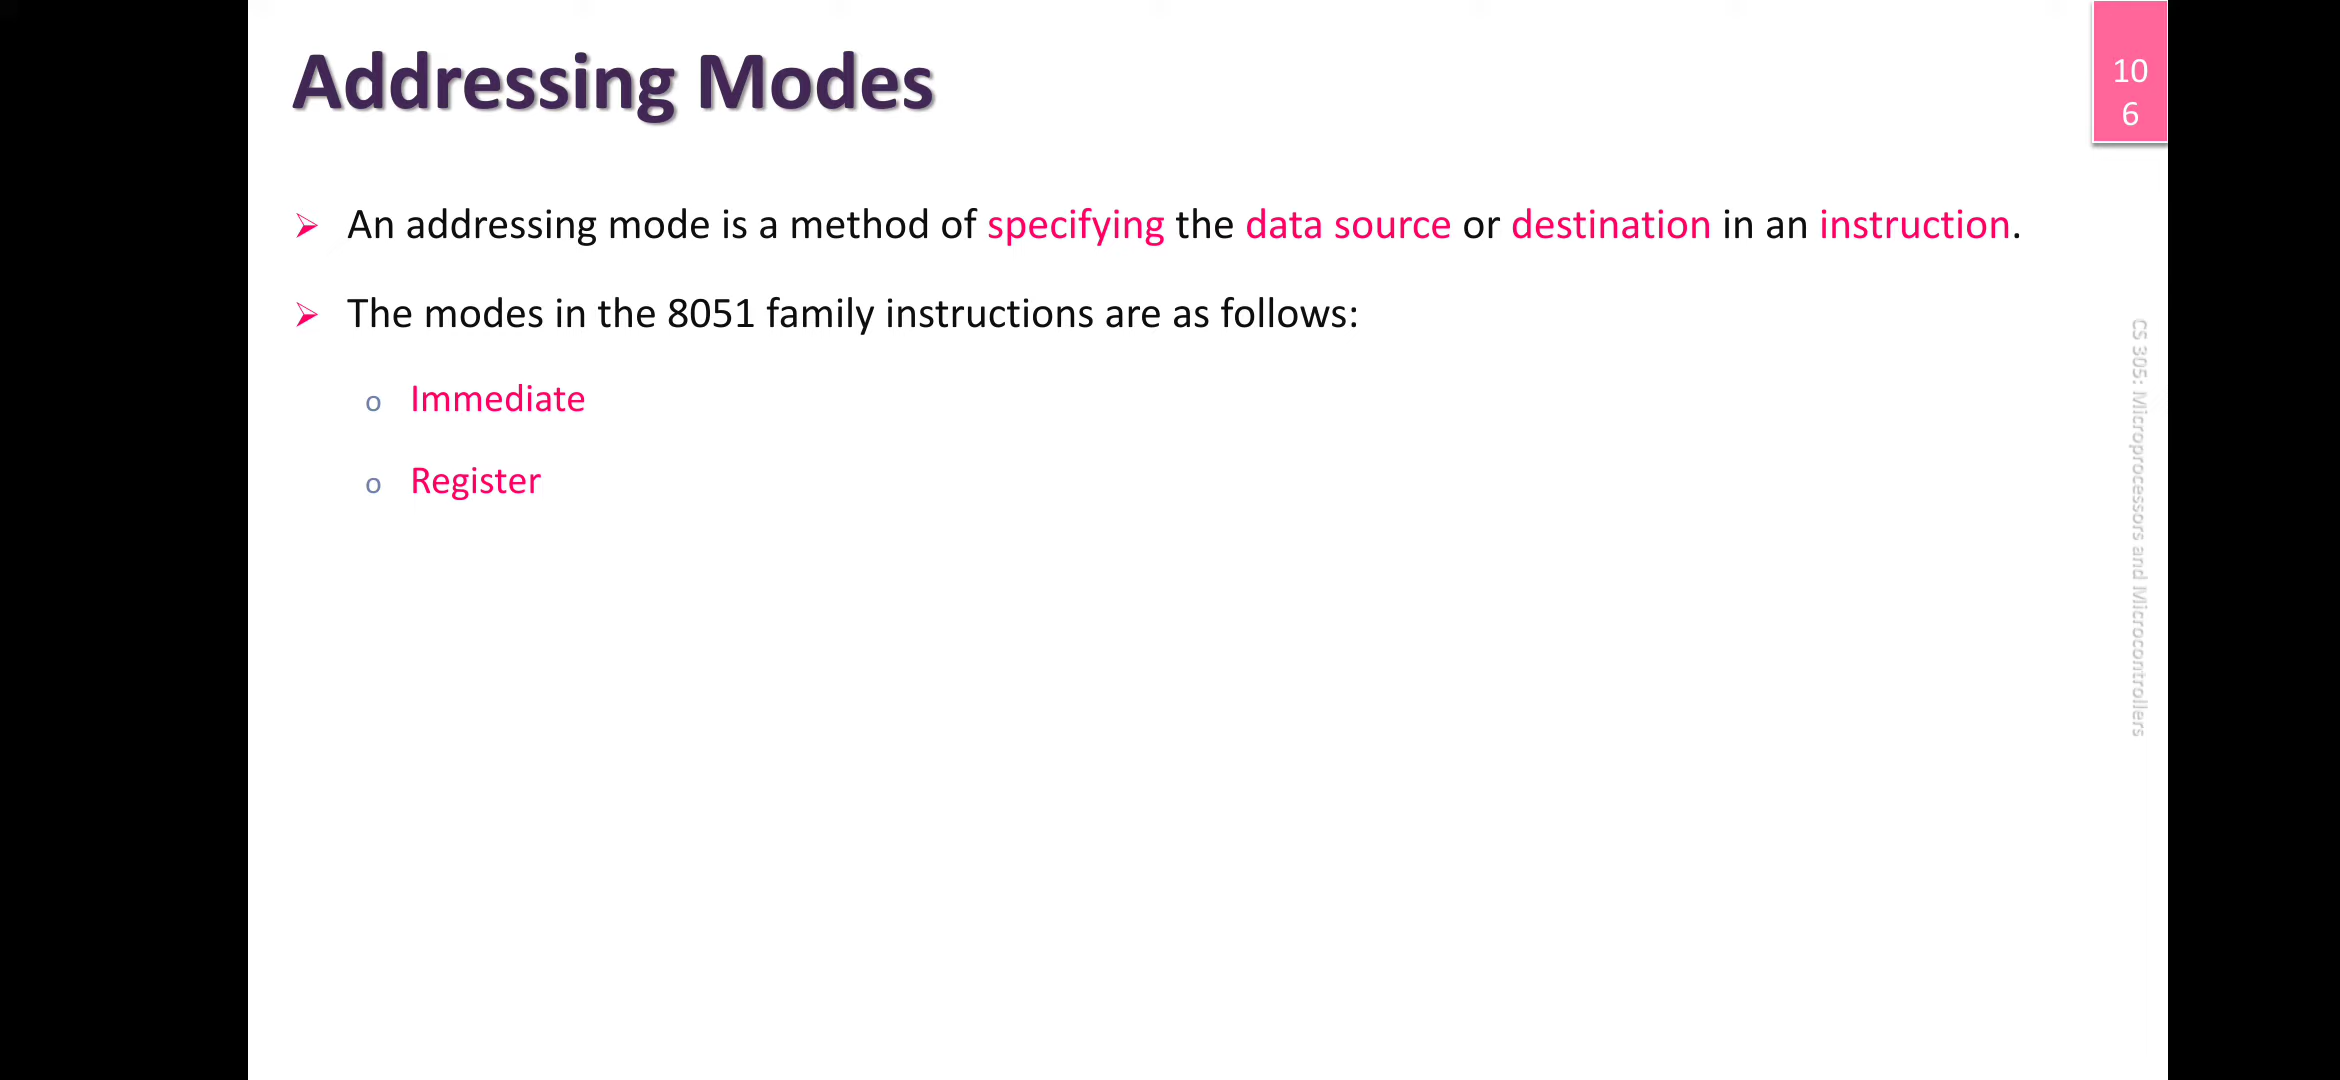 Addressing Modes
10
6
➢ An addressing mode is a method of specifying the data source or destination in an instruction.
➢ The modes in the 8051 family instructions are as follows:
o Immediate
o Register
CS 305: Microprocessors and Microcontrollers